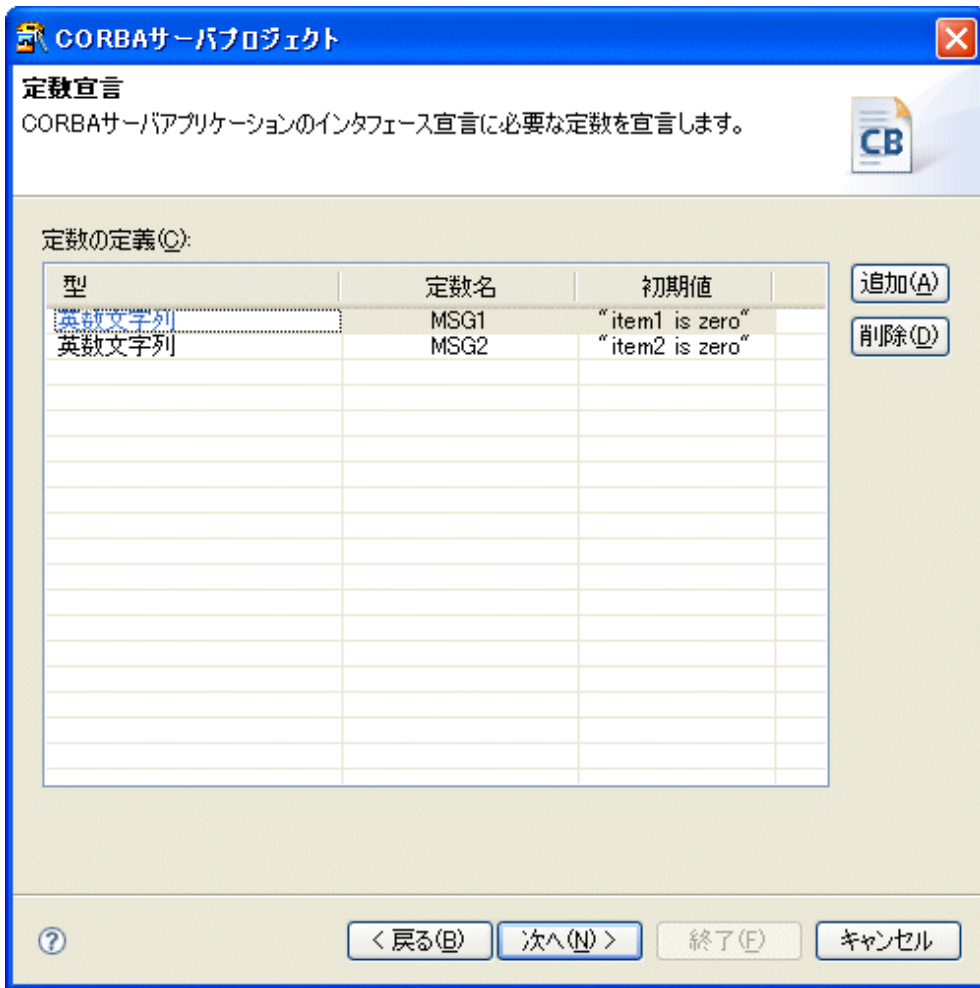 CORBAサーバプロジェクト
定数宣言
CORBAサーバアプリケーションのインタフェース宣言に必要な定数を宣言します。
CB
定数の定義(C):
型 定数名 初期値 追加(A)
英数文字列 MSG1 "item1 is zero"
英数文字列 MSG2 "item2 is zero" 削除(D)
? < 戻る(B) 次へ(N) > 終了(F) キャンセル